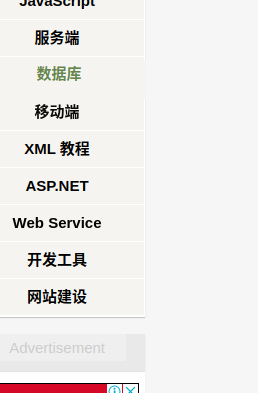 JavaScript
服务端
数据库
移动端
XML 教程
ASP.NET
Web Service
开发工具
网站建设
Advertisement